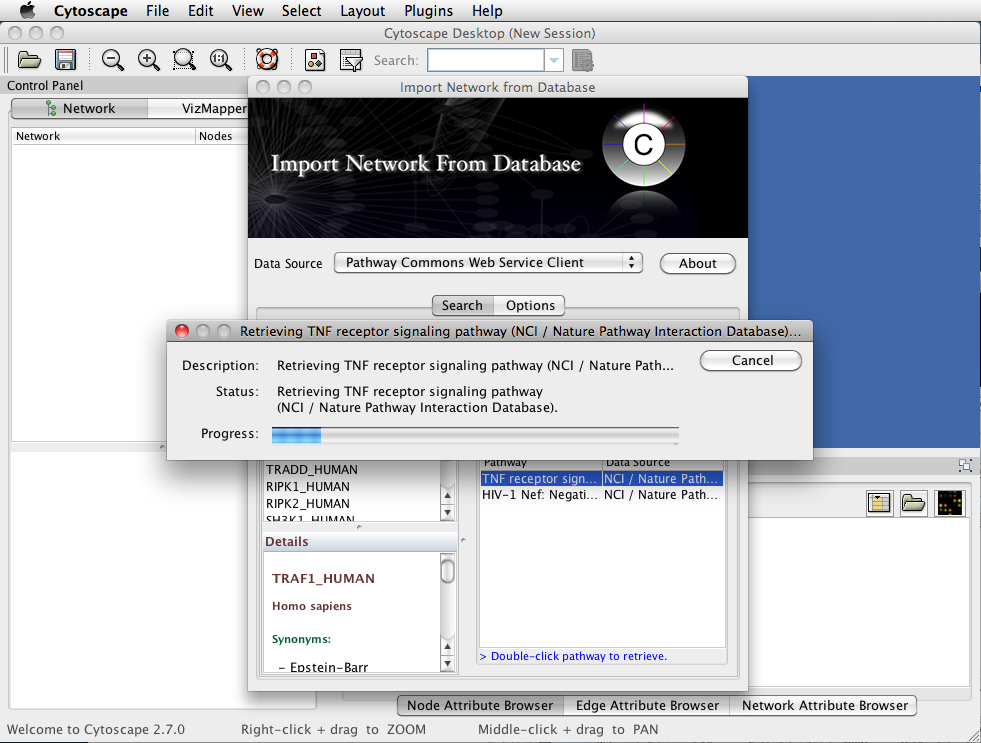 Cytoscape File Edit View Select Layout Plugins Help
Cytoscape Desktop (New Session)
Search:
Control Panel
Import Network from Database
Network VizMapper
Network Nodes
Import Network From Database
C
Data Source Pathway Commons Web Service Client About
Search Options
Retrieving TNF receptor signaling pathway (NCI / Nature Pathway Interaction Database)...
Description: Retrieving TNF receptor signaling pathway (NCI / Nature Path... Cancel
Status: Retrieving TNF receptor signaling pathway
(NCI / Nature Pathway Interaction Database).
Progress:
Pathway Data Source
TRADD_HUMAN
RIPK1_HUMAN
RIPK2_HUMAN
SH3K1_HUMAN
TNF receptor sign... NCI / Nature Path...
HIV-1 Nef: Negati... NCI / Nature Path...
Details
TRAF1_HUMAN
Homo sapiens
Synonyms:
- Epstein-Barr
> Double-click pathway to retrieve.
Node Attribute Browser Edge Attribute Browser Network Attribute Browser
Welcome to Cytoscape 2.7.0 Right-click + drag to ZOOM Middle-click + drag to PAN